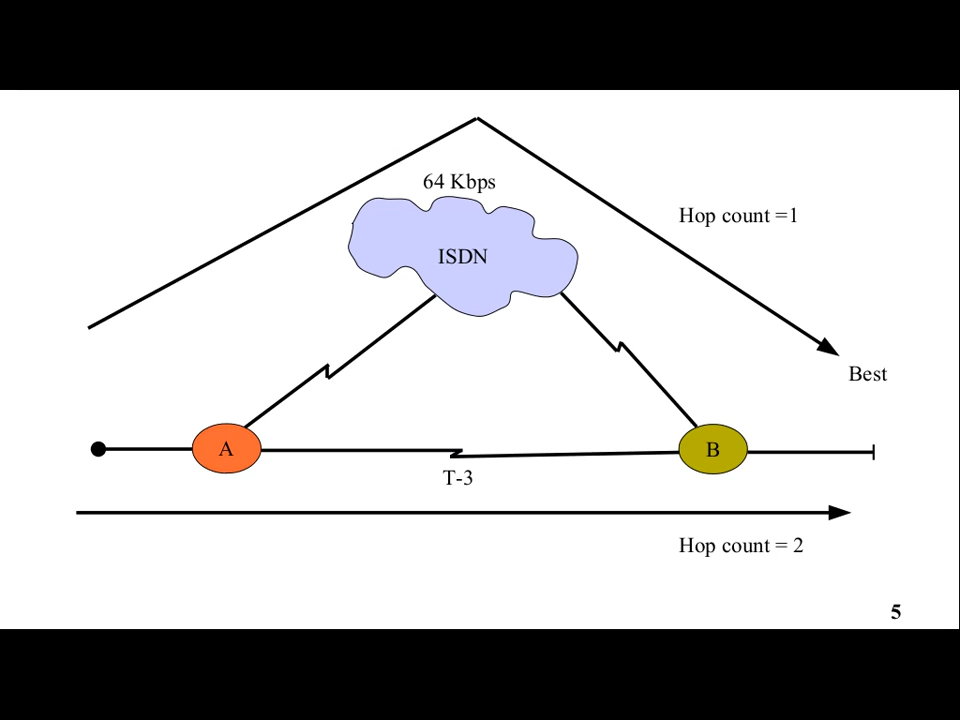 64 Kbps
Hop count =1
ISDN
Best
A
B
T-3
Hop count = 2
5